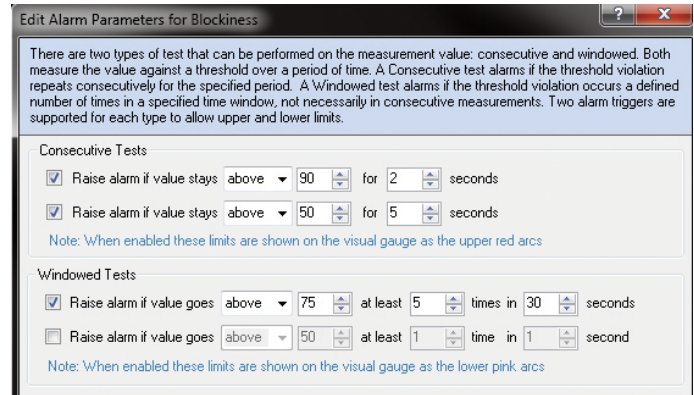 Edit Alarm Parameters for Blockiness
? X
There are two types of test that can be performed on the measurement value: consecutive and windowed. Both
measure the value against a threshold over a period of time. A Consecutive test alarms if the threshold violation
repeats consecutively for the specified period. A Windowed test alarms if the threshold violation occurs a defined
number of times in a specified time window, not necessarily in consecutive measurements. Two alarm triggers are
supported for each type to allow upper and lower limits.
Consecutive Tests
Raise alarm if value stays above 90 for 2 seconds
Raise alarm if value stays above 50 for 5 seconds
Note: When enabled these limits are shown on the visual gauge as the upper red arcs
Windowed Tests
Raise alarm if value goes above 75 at least 5 times in 30 seconds
Raise alarm if value goes above 50 at least 1 time in 1 second
Note: When enabled these limits are shown on the visual gauge as the lower pink arcs